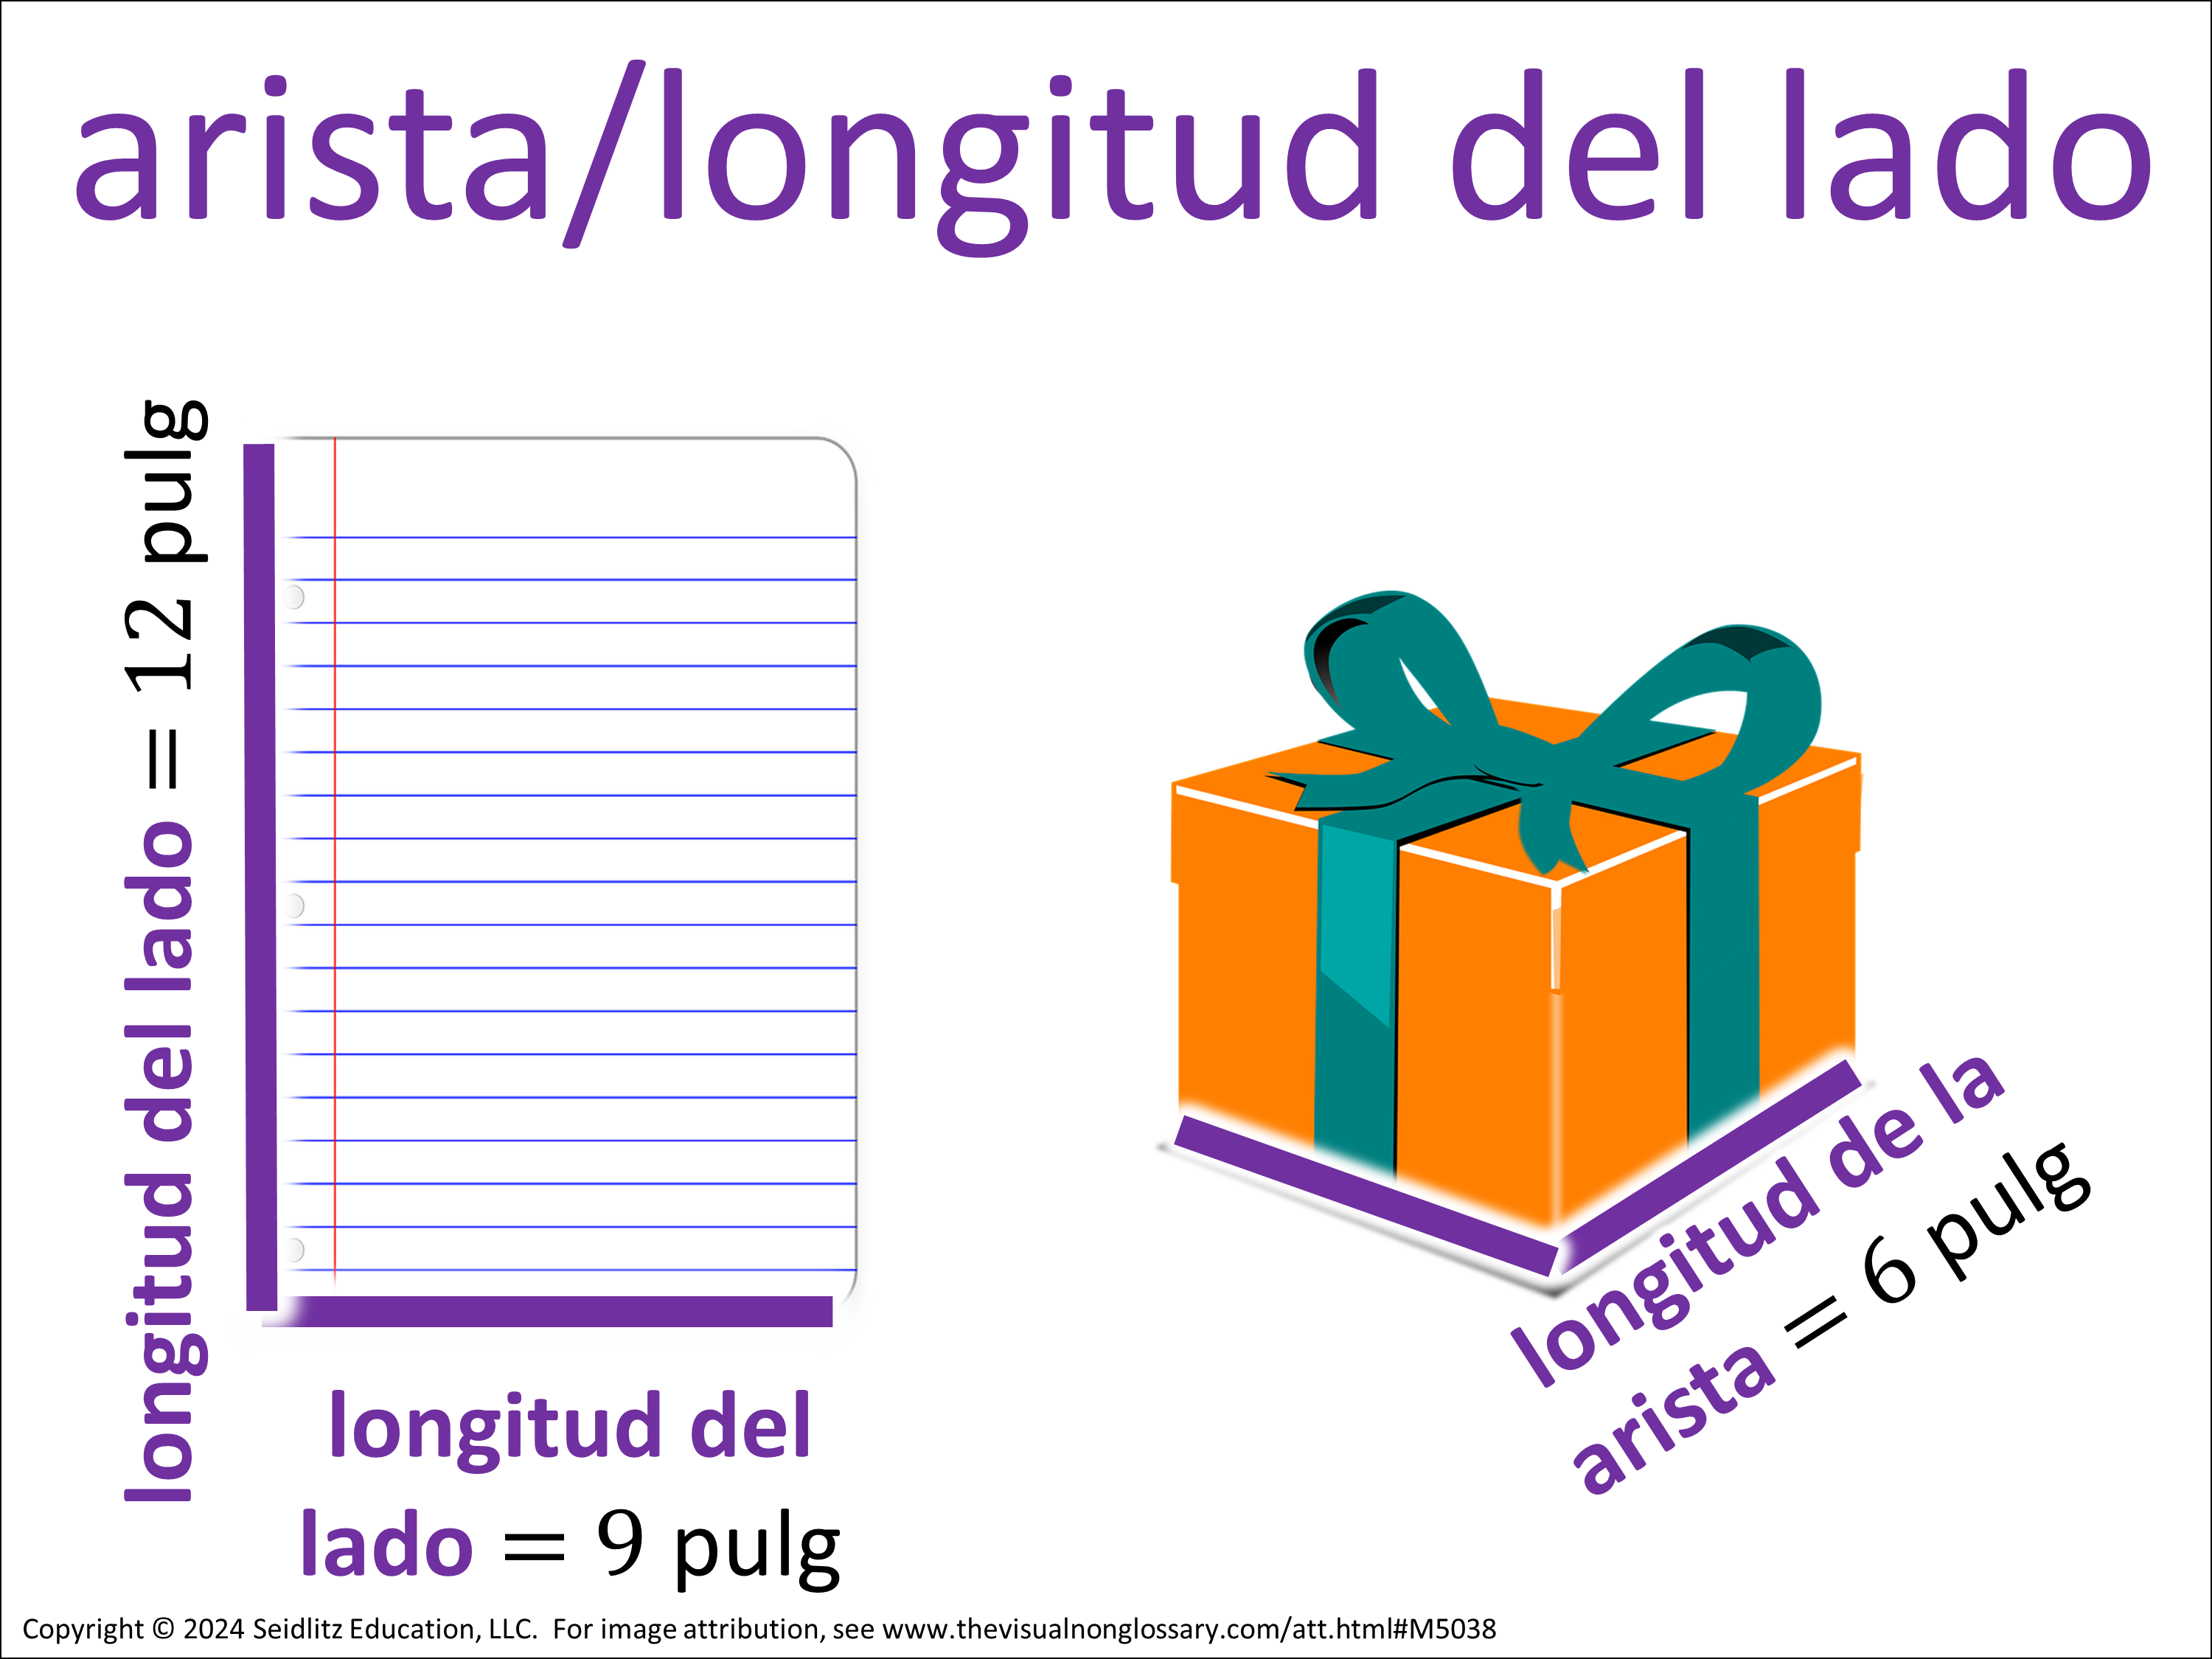 arista/longitud del lado
longitud del lado = 12 pulg
longitud del
lado = 9 pulg
longitud de la
arista = 6 pulg
Copyright © 2024 Seidlitz Education, LLC.  For image attribution, see www.thevisualnonglossary.com/att.html#M5038